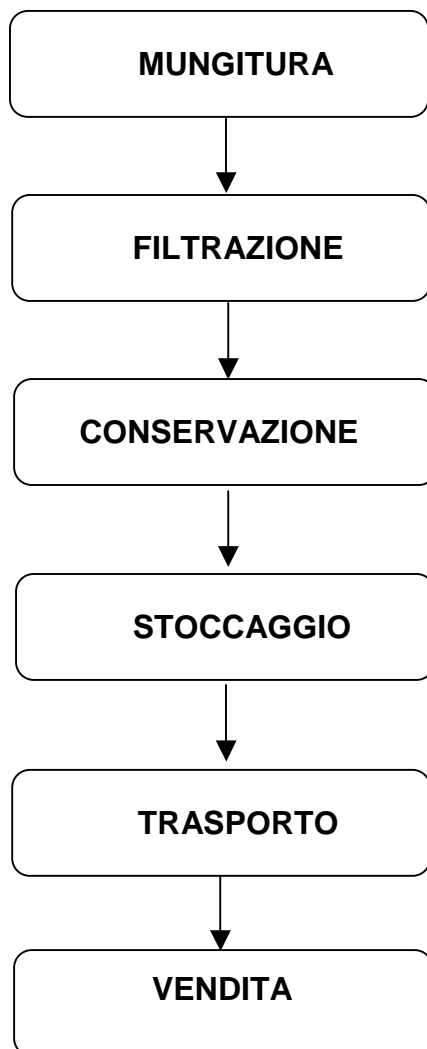 MUNGITURA
FILTRAZIONE
CONSERVAZIONE
STOCCAGGIO
TRASPORTO
VENDITA